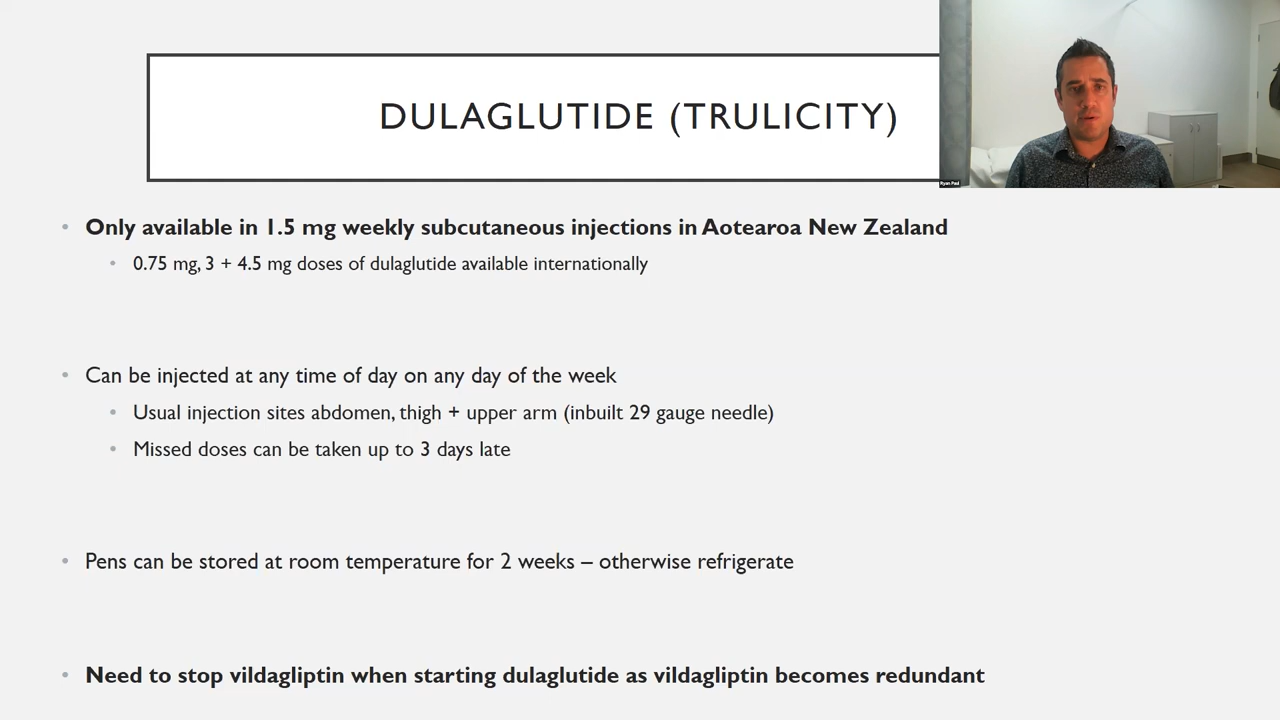 DULAGLUTIDE (TRULICITY)
Only available in 1.5 mg weekly subcutaneous injections in Aotearoa New Zealand
0.75 mg, 3 + 4.5 mg doses of dulaglutide available internationally
Can be injected at any time of day on any day of the week
Usual injection sites abdomen, thigh + upper arm (inbuilt 29 gauge needle)
Missed doses can be taken up to 3 days late
Pens can be stored at room temperature for 2 weeks – otherwise refrigerate
Need to stop vildagliptin when starting dulaglutide as vildagliptin becomes redundant
Ryan Paul